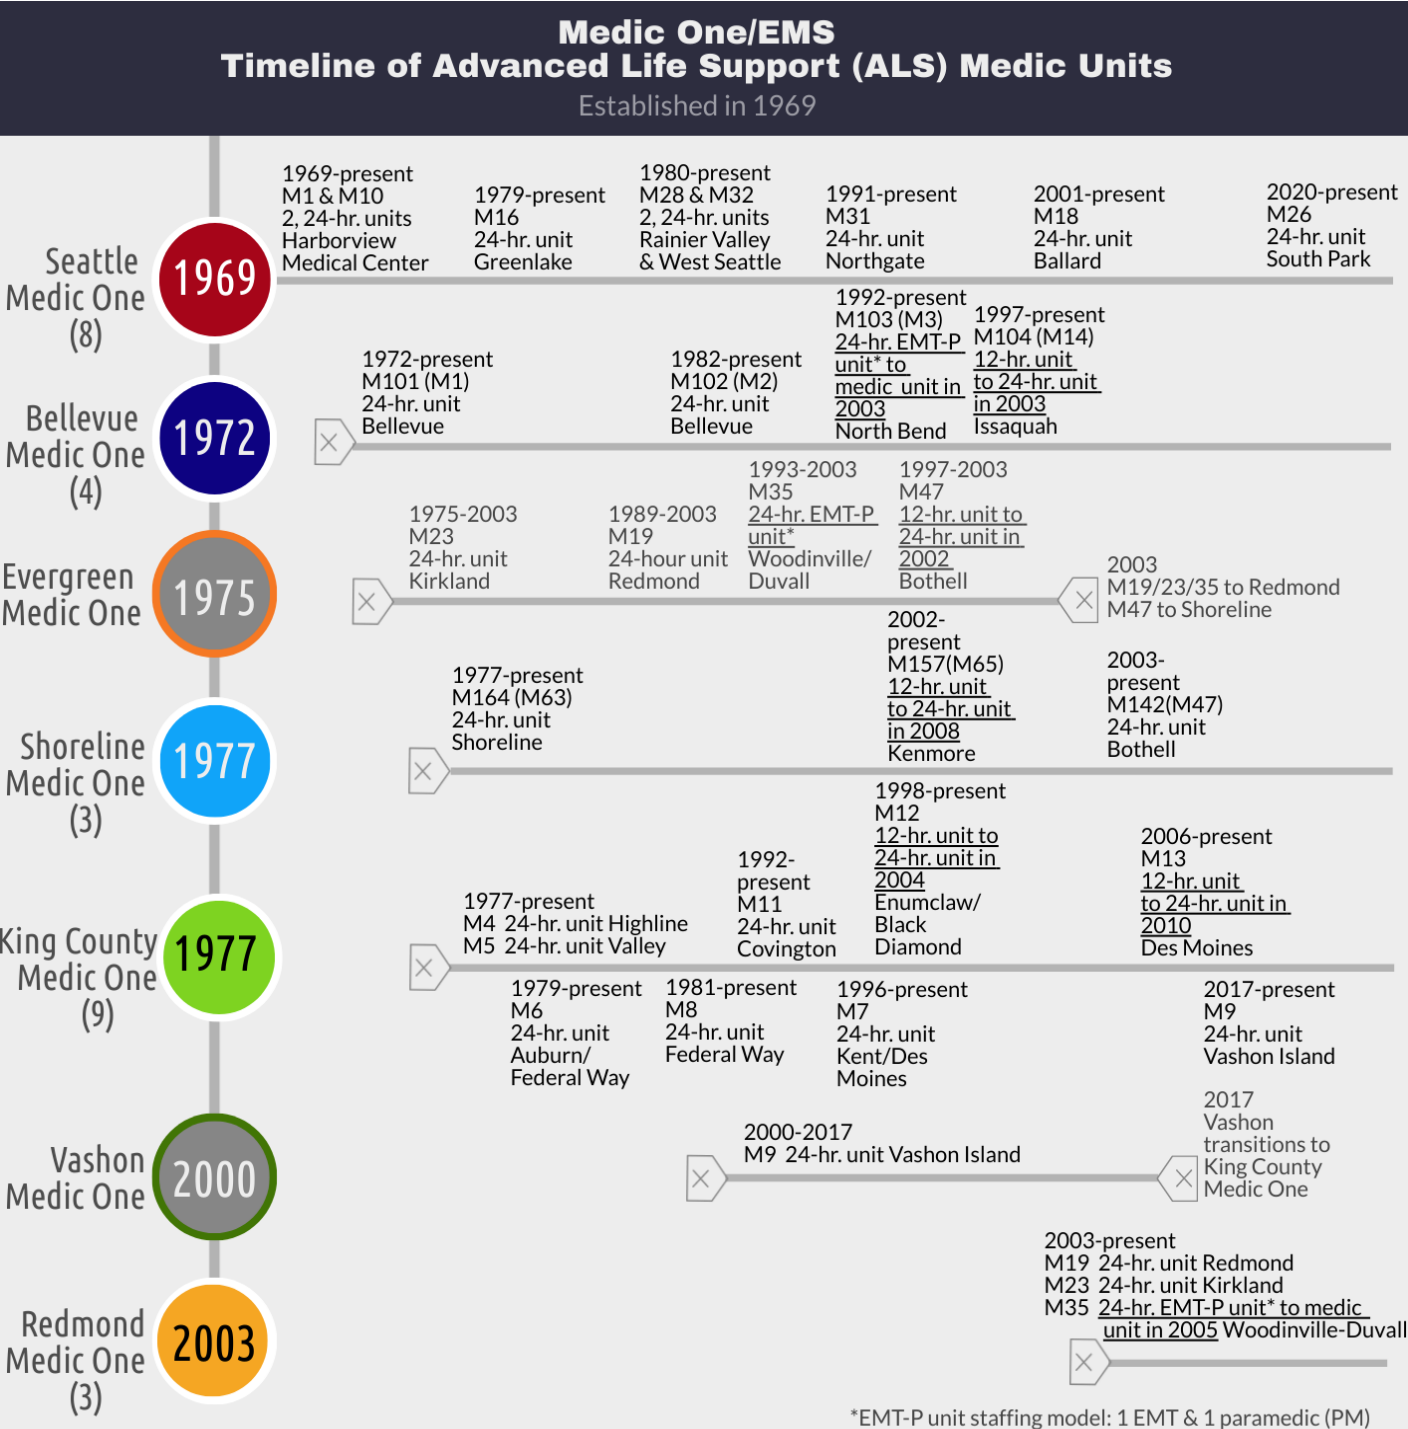 Medic One/EMS
Timeline of Advanced Life Support (ALS) Medic Units
Established in 1969
Seattle
Medic One
(8)
1969
1969-present
M1 & M10
2, 24-hr. units
Harborview
Medical Center
1979-present
M16
24-hr. unit
Greenlake
1980-present
M28 & M32
2, 24-hr. units
Rainier Valley
& West Seattle
1991-present
M31
24-hr. unit
Northgate
2001-present
M18
24-hr. unit
Ballard
2020-present
M26
24-hr. unit
South Park
Bellevue
Medic One
(4)
1972
1972-present
M101 (M1)
24-hr. unit
Bellevue
1982-present
M102 (M2)
24-hr. unit
Bellevue
1992-present
M103 (M3)
24-hr. EMT-P
unit* to
medic unit in
2003
North Bend
1997-present
M104 (M14)
12-hr. unit
to 24-hr. unit
in 2003
Issaquah
Evergreen
Medic One
1975
1975-2003
M23
24-hr. unit
Kirkland
1989-2003
M19
24-hour unit
Redmond
1993-2003
M35
24-hr. EMT-P
unit*
Woodinville/
Duvall
1997-2003
M47
12-hr. unit to
24-hr. unit in
2002
Bothell
2003
M19/23/35 to Redmond
M47 to Shoreline
Shoreline
Medic One
(3)
1977
1977-present
M164 (M63)
24-hr. unit
Shoreline
2002-
present
M157(M65)
12-hr. unit
to 24-hr. unit
in 2008
Kenmore
2003-
present
M142(M47)
24-hr. unit
Bothell
King County
Medic One
(9)
1977
1977-present
M4 24-hr. unit Highline
M5 24-hr. unit Valley
1992-
present
M11
24-hr. unit
Covington
1998-present
M12
12-hr. unit to
24-hr. unit in
2004
Enumclaw/
Black
Diamond
2006-present
M13
12-hr. unit
to 24-hr. unit in
2010
Des Moines
1979-present
M6
24-hr. unit
Auburn/
Federal Way
1981-present
M8
24-hr. unit
Federal Way
1996-present
M7
24-hr. unit
Kent/Des
Moines
2017-present
M9
24-hr. unit
Vashon Island
Vashon
Medic One
2000
2000-2017
M9 24-hr. unit Vashon Island
2017
Vashon
transitions to
King County
Medic One
Redmond
Medic One
(3)
2003
2003-present
M19 24-hr. unit Redmond
M23 24-hr. unit Kirkland
M35 24-hr. EMT-P unit* to medic
unit in 2005 Woodinville-Duvall
*EMT-P unit staffing model: 1 EMT & 1 paramedic (PM)